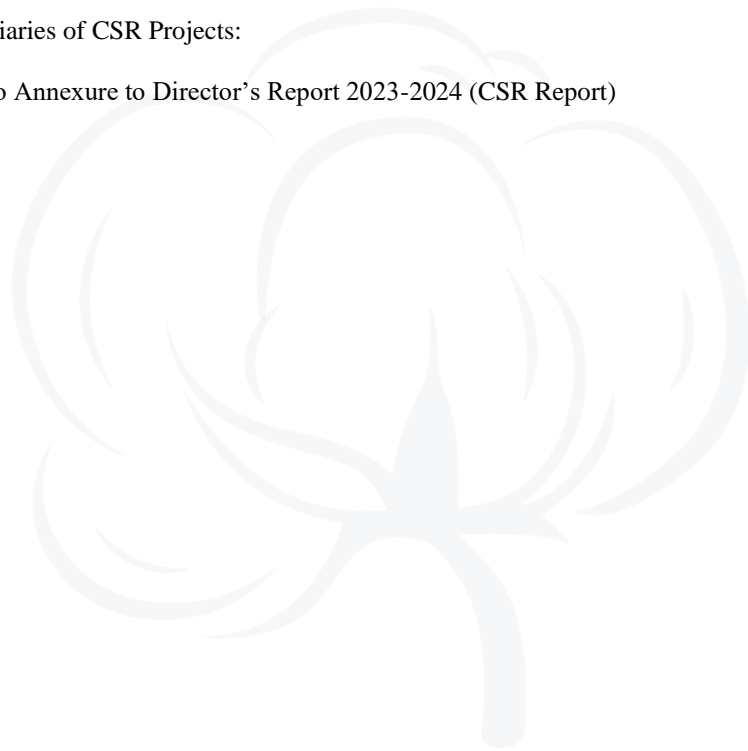 iaries of CSR Projects:
o Annexure to Director’s Report 2023-2024 (CSR Report)